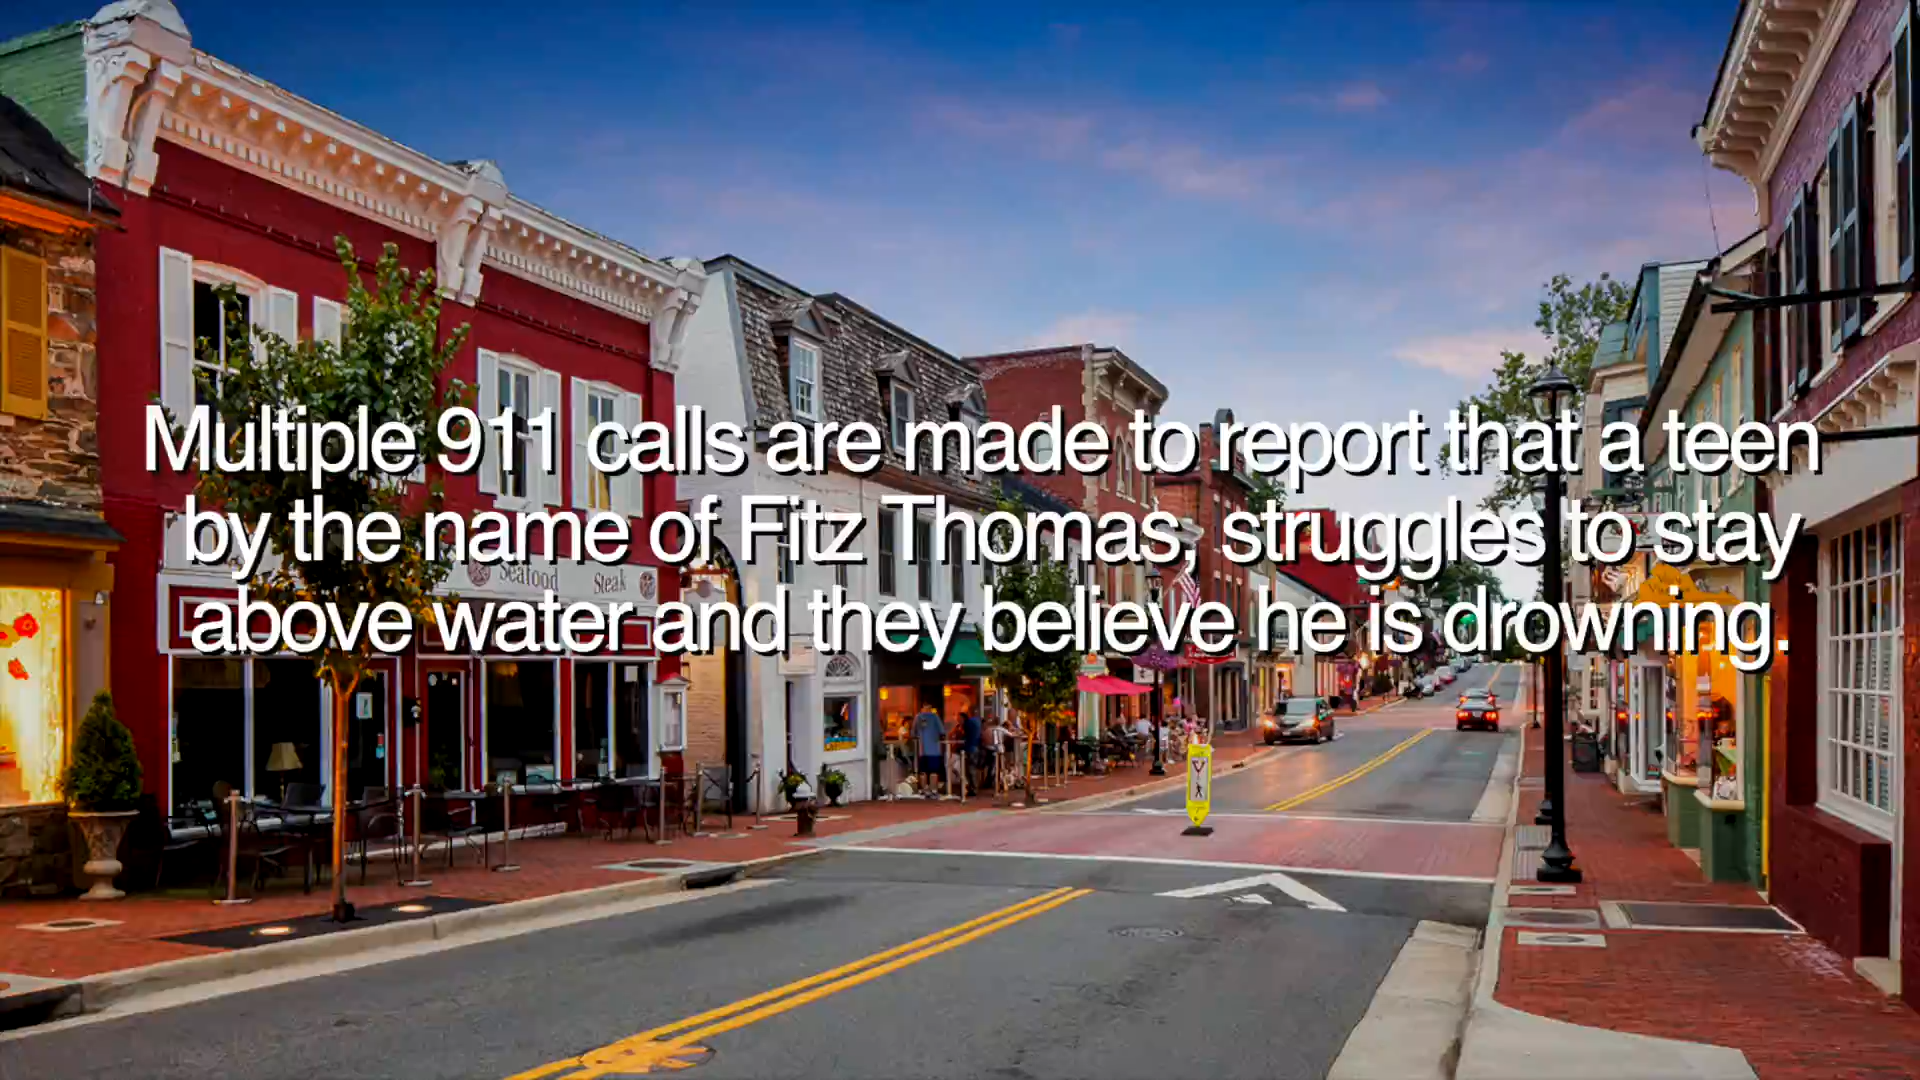 Multiple 911 calls are made to report that a teen
by the name of Fitz Thomas, struggles to stay
above water and they believe he is drowning.
Seafood Steak